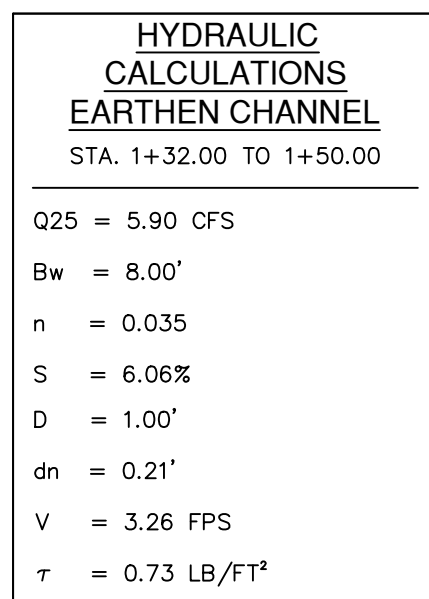 HYDRAULIC
CALCULATIONS
EARTHEN CHANNEL
STA. 1+32.00 TO 1+50.00
Q25 = 5.90 CFS
Bw = 8.00'
n = 0.035
S = 6.06%
D = 1.00'
dn = 0.21'
V = 3.26 FPS
τ = 0.73 LB/FT²